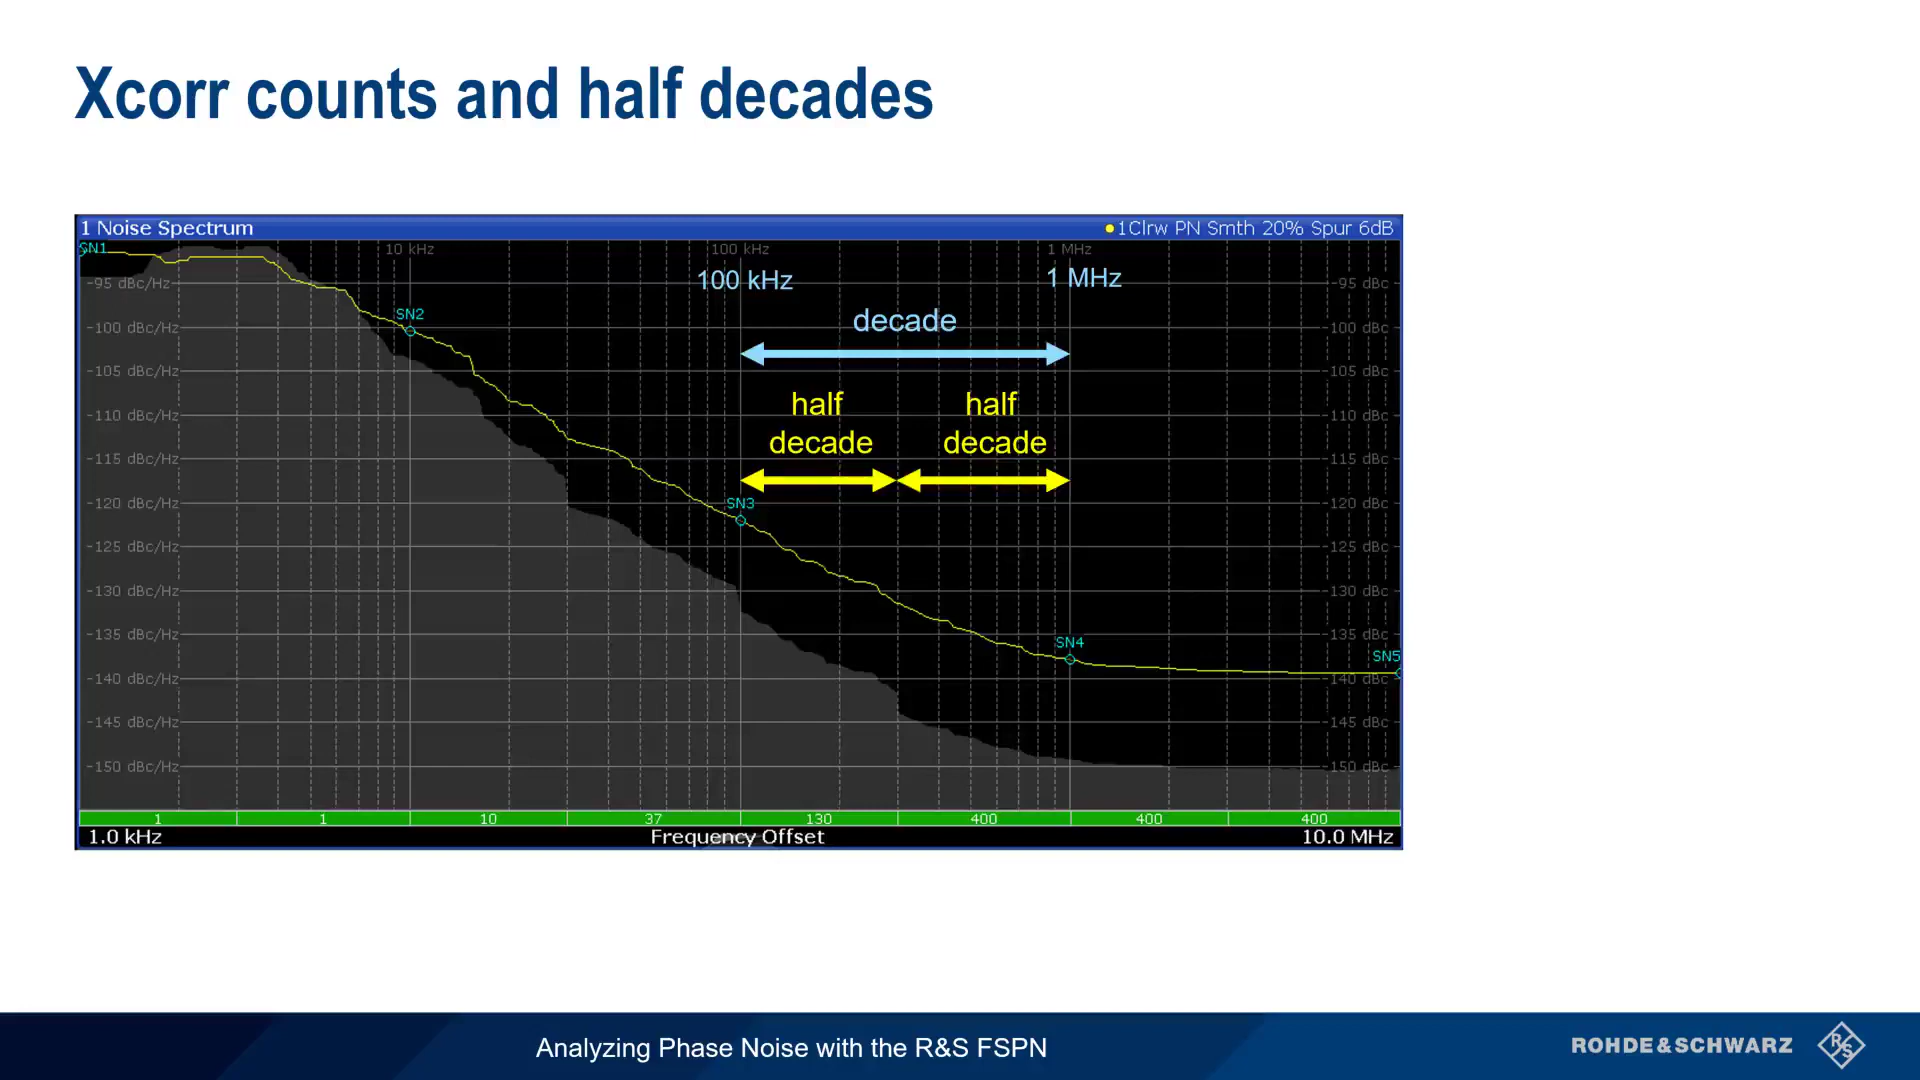 Xcorr counts and half decades
1 Noise Spectrum
1Clrw PN Smth 20% Spur 6dB
SN1
10 kHz
100 kHz
1 MHz
100 kHz
1 MHz
-95 dBc/Hz
-95 dBc
SN2
decade
-100 dBc/Hz
-100 dBc
-105 dBc/Hz
-105 dBc
half
decade
half
decade
-110 dBc/Hz
-110 dBc
-115 dBc/Hz
-115 dBc
-120 dBc/Hz
SN3
-120 dBc
-125 dBc/Hz
-125 dBc
-130 dBc/Hz
-130 dBc
-135 dBc/Hz
SN4
-135 dBc
SN5
-140 dBc/Hz
-140 dBc
-145 dBc/Hz
-145 dBc
-150 dBc/Hz
-150 dBc
1 1 10 37 130 400 400 400
1.0 kHz
Frequency Offset
10.0 MHz
Analyzing Phase Noise with the R&S FSPN
ROHDE&SCHWARZ
R&S